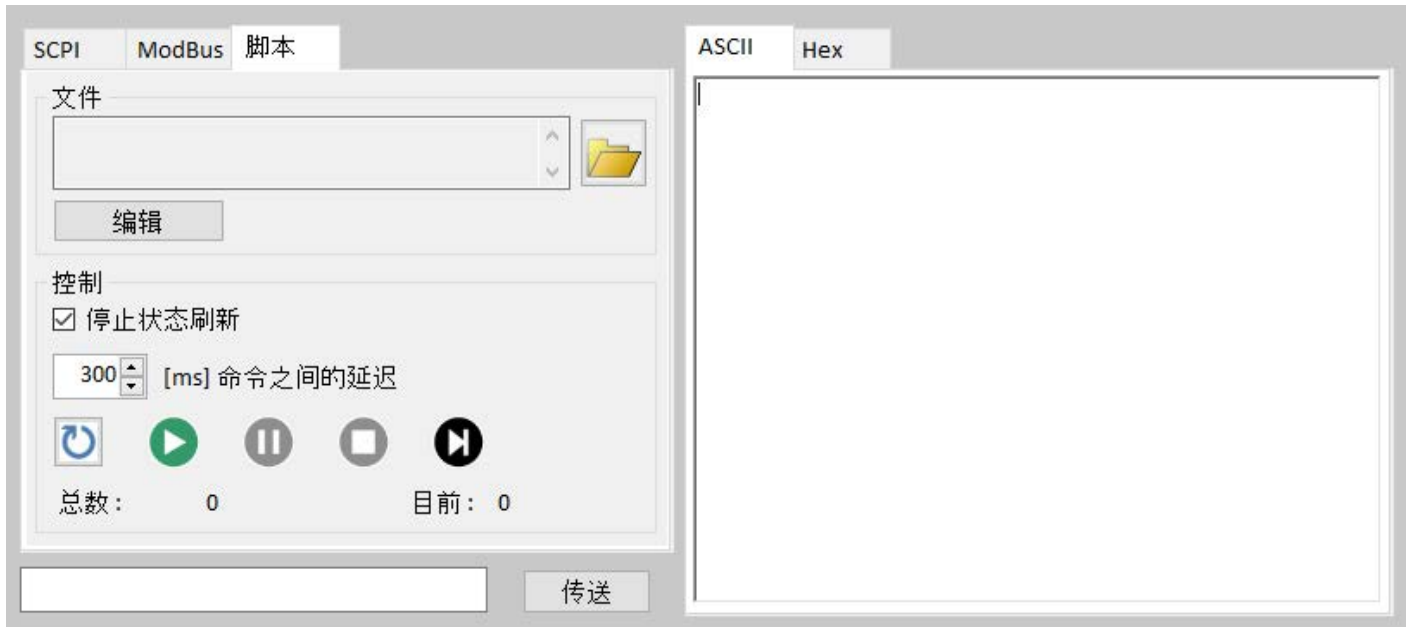 SCPI ModBus 脚本
文件
编辑
控制
停止状态刷新
300 [ms] 命令之间的延迟
总数： 0 目前： 0
传送
ASCII Hex